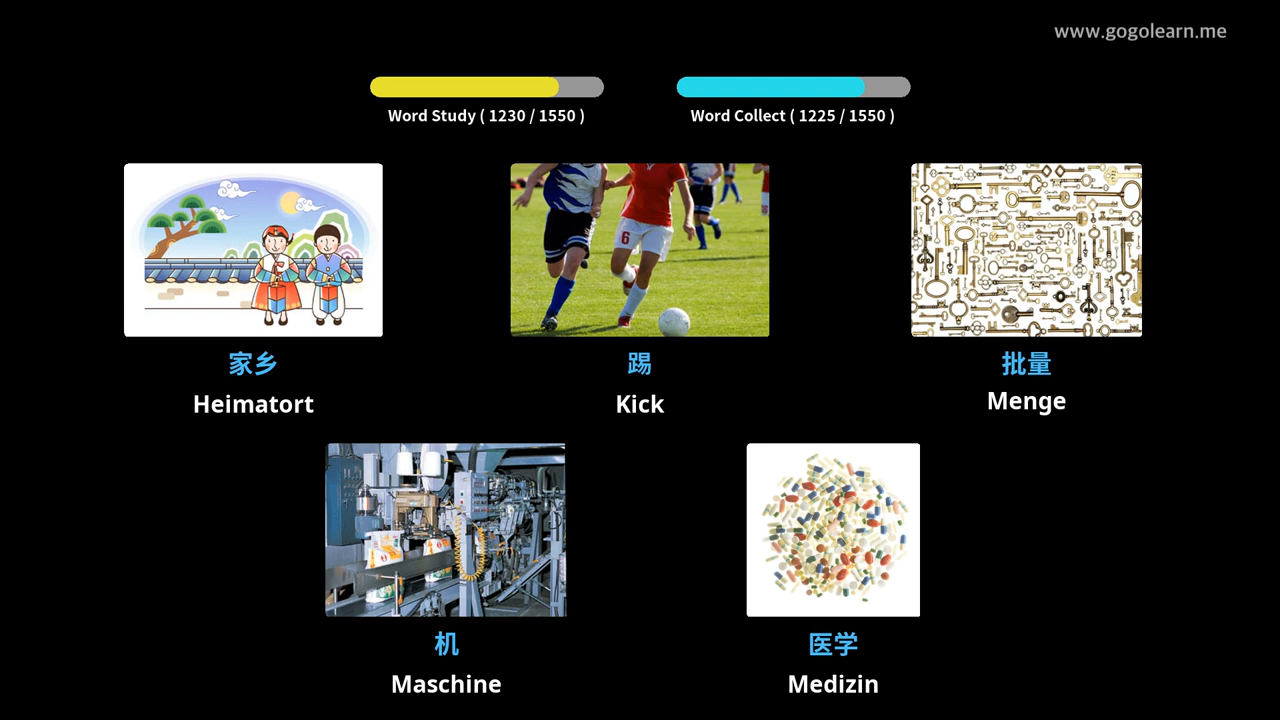 www.gogolearn.me
Word Study ( 1230 / 1550 )
Word Collect ( 1225 / 1550 )
家乡
Heimatort
踢
Kick
批量
Menge
机
Maschine
医学
Medizin
6